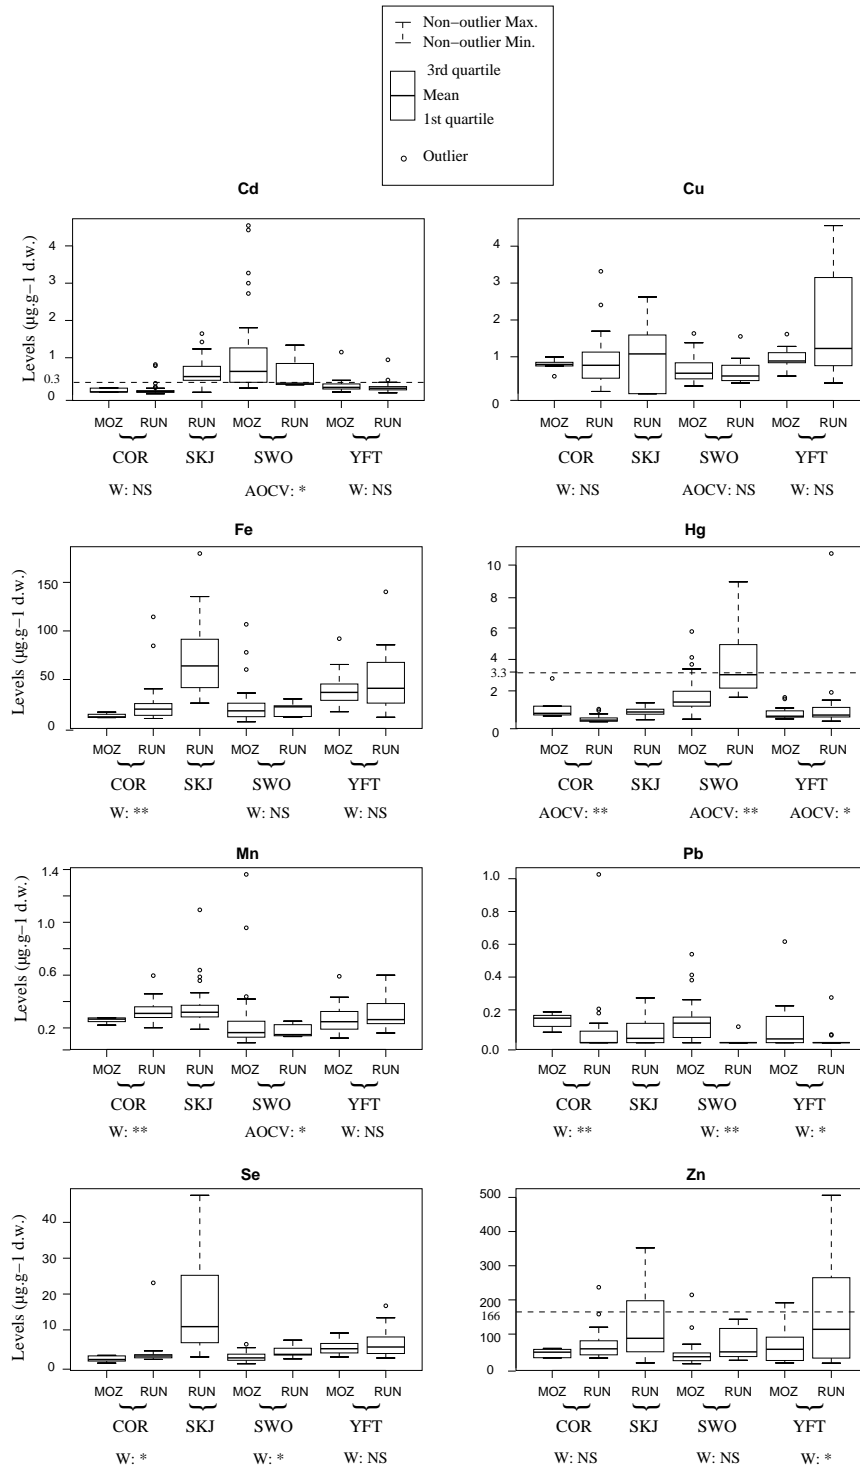 Non−outlier Max.
Non−outlier Min.
3rd quartile
Mean
1st quartile
Outlier
Cd
Levels (µg.g−1 d.w.)
4
3
2
1
0.3
0
MOZ RUN RUN MOZ RUN MOZ RUN
COR SKJ SWO YFT
W: NS AOCV: * W: NS
Cu
4
3
2
1
0
MOZ RUN RUN MOZ RUN MOZ RUN
COR SKJ SWO YFT
W: NS AOCV: NS W: NS
Fe
Levels (µg.g−1 d.w.)
150
100
50
0
MOZ RUN RUN MOZ RUN MOZ RUN
COR SKJ SWO YFT
W: ** W: NS W: NS
Hg
10
8
6
4
3.3
2
0
MOZ RUN RUN MOZ RUN MOZ RUN
COR SKJ SWO YFT
AOCV: ** AOCV: ** AOCV: *
Mn
Levels (µg.g−1 d.w.)
1.4
1.0
0.6
0.2
MOZ RUN RUN MOZ RUN MOZ RUN
COR SKJ SWO YFT
W: ** AOCV: * W: NS
Pb
1.0
0.8
0.6
0.4
0.2
0.0
MOZ RUN RUN MOZ RUN MOZ RUN
COR SKJ SWO YFT
W: ** W: ** W: *
Se
Levels (µg.g−1 d.w.)
40
30
20
10
0
MOZ RUN RUN MOZ RUN MOZ RUN
COR SKJ SWO YFT
W: * W: * W: NS
Zn
500
400
300
200
166
100
0
MOZ RUN RUN MOZ RUN MOZ RUN
COR SKJ SWO YFT
W: NS W: NS W: *